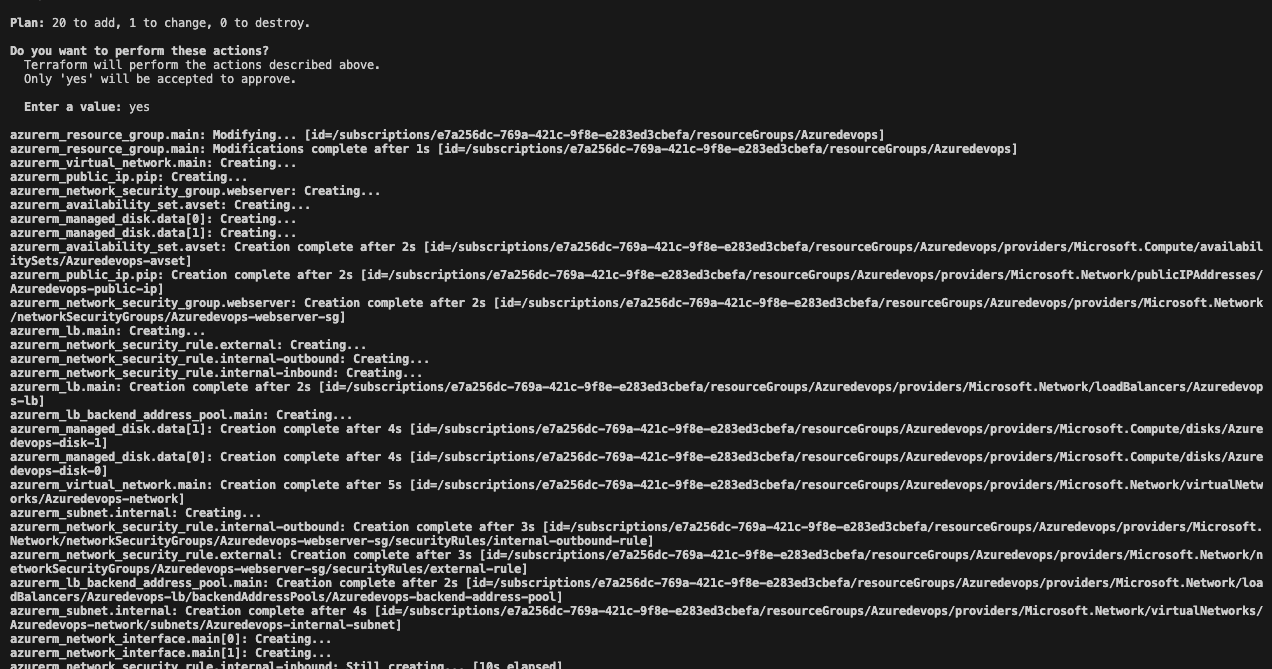 Plan: 20 to add, 1 to change, 0 to destroy.
Do you want to perform these actions?
Terraform will perform the actions described above.
Only 'yes' will be accepted to approve.
Enter a value: yes
azurerm_resource_group.main: Modifying... [id=/subscriptions/e7a256dc-769a-421c-9f8e-e283ed3cbefa/resourceGroups/Azuredevops]
azurerm_resource_group.main: Modifications complete after 1s [id=/subscriptions/e7a256dc-769a-421c-9f8e-e283ed3cbefa/resourceGroups/Azuredevops]
azurerm_virtual_network.main: Creating...
azurerm_public_ip.pip: Creating...
azurerm_network_security_group.webserver: Creating...
azurerm_availability_set.avset: Creating...
azurerm_managed_disk.data[0]: Creating...
azurerm_managed_disk.data[1]: Creating...
azurerm_availability_set.avset: Creation complete after 2s [id=/subscriptions/e7a256dc-769a-421c-9f8e-e283ed3cbefa/resourceGroups/Azuredevops/providers/Microsoft.Compute/availabil
itySets/Azuredevops-avset]
azurerm_public_ip.pip: Creation complete after 2s [id=/subscriptions/e7a256dc-769a-421c-9f8e-e283ed3cbefa/resourceGroups/Azuredevops/providers/Microsoft.Network/publicIPAddresses/
Azuredevops-public-ip]
azurerm_network_security_group.webserver: Creation complete after 2s [id=/subscriptions/e7a256dc-769a-421c-9f8e-e283ed3cbefa/resourceGroups/Azuredevops/providers/Microsoft.Network
/networkSecurityGroups/Azuredevops-webserver-sg]
azurerm_lb.main: Creating...
azurerm_network_security_rule.external: Creating...
azurerm_network_security_rule.internal-outbound: Creating...
azurerm_network_security_rule.internal-inbound: Creating...
azurerm_lb.main: Creation complete after 2s [id=/subscriptions/e7a256dc-769a-421c-9f8e-e283ed3cbefa/resourceGroups/Azuredevops/providers/Microsoft.Network/loadBalancers/Azuredevop
s-lb]
azurerm_lb_backend_address_pool.main: Creating...
azurerm_managed_disk.data[1]: Creation complete after 4s [id=/subscriptions/e7a256dc-769a-421c-9f8e-e283ed3cbefa/resourceGroups/Azuredevops/providers/Microsoft.Compute/disks/Azure
devops-disk-1]
azurerm_managed_disk.data[0]: Creation complete after 4s [id=/subscriptions/e7a256dc-769a-421c-9f8e-e283ed3cbefa/resourceGroups/Azuredevops/providers/Microsoft.Compute/disks/Azure
devops-disk-0]
azurerm_virtual_network.main: Creation complete after 5s [id=/subscriptions/e7a256dc-769a-421c-9f8e-e283ed3cbefa/resourceGroups/Azuredevops/providers/Microsoft.Network/virtualNetw
orks/Azuredevops-network]
azurerm_subnet.internal: Creating...
azurerm_network_security_rule.internal-outbound: Creation complete after 3s [id=/subscriptions/e7a256dc-769a-421c-9f8e-e283ed3cbefa/resourceGroups/Azuredevops/providers/Microsoft.
Network/networkSecurityGroups/Azuredevops-webserver-sg/securityRules/internal-outbound-rule]
azurerm_network_security_rule.external: Creation complete after 3s [id=/subscriptions/e7a256dc-769a-421c-9f8e-e283ed3cbefa/resourceGroups/Azuredevops/providers/Microsoft.Network/n
etworkSecurityGroups/Azuredevops-webserver-sg/securityRules/external-rule]
azurerm_lb_backend_address_pool.main: Creation complete after 2s [id=/subscriptions/e7a256dc-769a-421c-9f8e-e283ed3cbefa/resourceGroups/Azuredevops/providers/Microsoft.Network/loa
dBalancers/Azuredevops-lb/backendAddressPools/Azuredevops-backend-address-pool]
azurerm_subnet.internal: Creation complete after 4s [id=/subscriptions/e7a256dc-769a-421c-9f8e-e283ed3cbefa/resourceGroups/Azuredevops/providers/Microsoft.Network/virtualNetworks/
Azuredevops-network/subnets/Azuredevops-internal-subnet]
azurerm_network_interface.main[0]: Creating...
azurerm_network_interface.main[1]: Creating...
azurerm_network_security_rule.internal-inbound: Still creating... [10s elapsed]